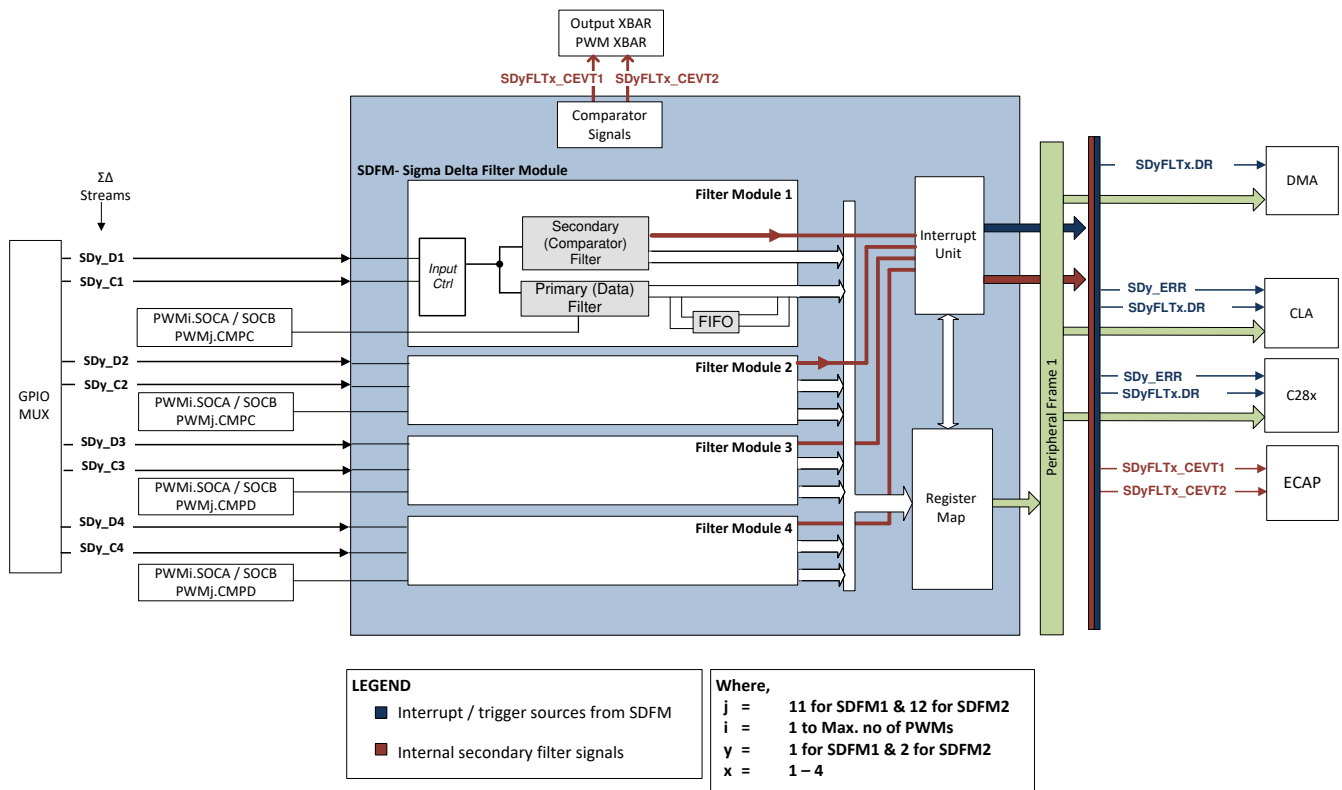 Output XBAR
PWM XBAR
SDyFLTx_CEVT1
SDyFLTx_CEVT2
Comparator
Signals
SDFM- Sigma Delta Filter Module
ΣΔ
Streams
GPIO
MUX
SDy_D1
SDy_C1
PWMi.SOCA / SOCB
PWMj.CMPC
SDy_D2
SDy_C2
PWMi.SOCA / SOCB
PWMj.CMPC
SDy_D3
SDy_C3
PWMi.SOCA / SOCB
PWMj.CMPD
SDy_D4
SDy_C4
PWMi.SOCA / SOCB
PWMj.CMPD
Filter Module 1
Input
Ctrl
Secondary
(Comparator)
Filter
Primary (Data)
Filter
FIFO
Filter Module 2
Filter Module 3
Filter Module 4
Interrupt
Unit
Register
Map
Peripheral Frame 1
SDyFLTx.DR
DMA
SDy_ERR
SDyFLTx.DR
CLA
SDy_ERR
SDyFLTx.DR
C28x
SDyFLTx_CEVT1
SDyFLTx_CEVT2
ECAP
LEGEND
Interrupt / trigger sources from SDFM
Internal secondary filter signals
Where,
j = 11 for SDFM1 & 12 for SDFM2
i = 1 to Max. no of PWMs
y = 1 for SDFM1 & 2 for SDFM2
x = 1 – 4